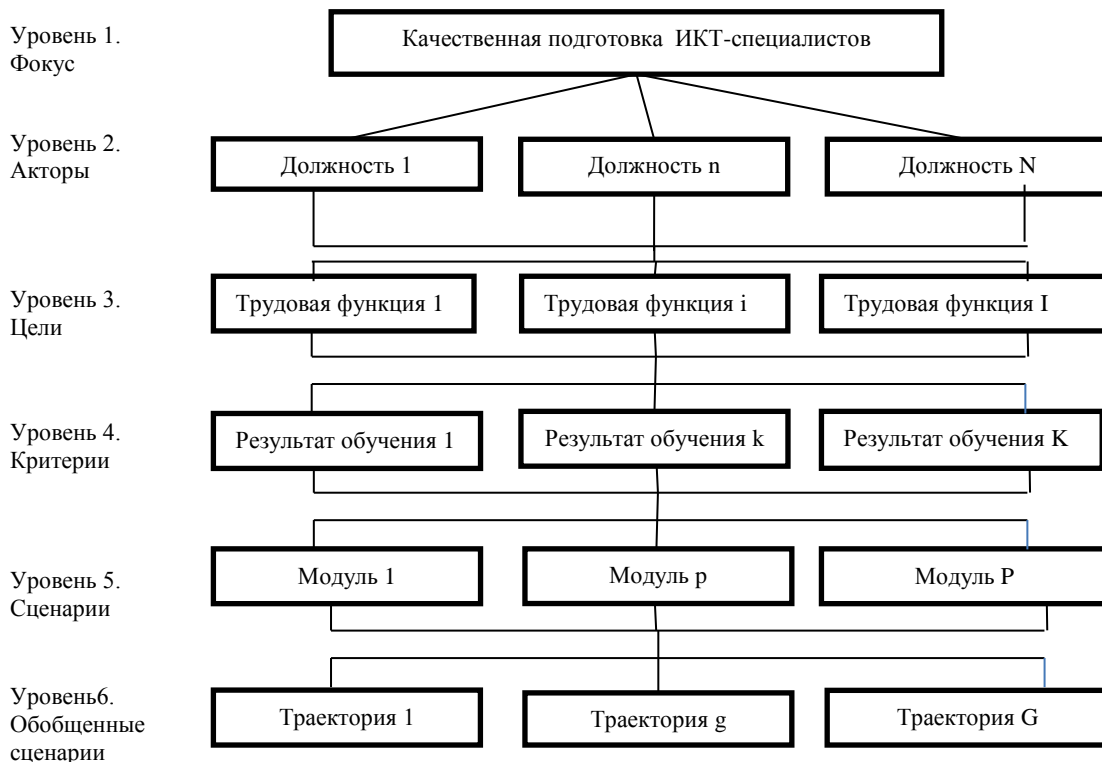 Уровень 1.
Фокус
Качественная подготовка ИКТ-специалистов
Уровень 2.
Акторы
Должность 1
Должность n
Должность N
Уровень 3.
Цели
Трудовая функция 1
Трудовая функция i
Трудовая функция I
Уровень 4.
Критерии
Результат обучения 1
Результат обучения k
Результат обучения K
Уровень 5.
Сценарии
Модуль 1
Модуль p
Модуль P
Уровень6.
Обобщенные
сценарии
Траектория 1
Траектория g
Траектория G